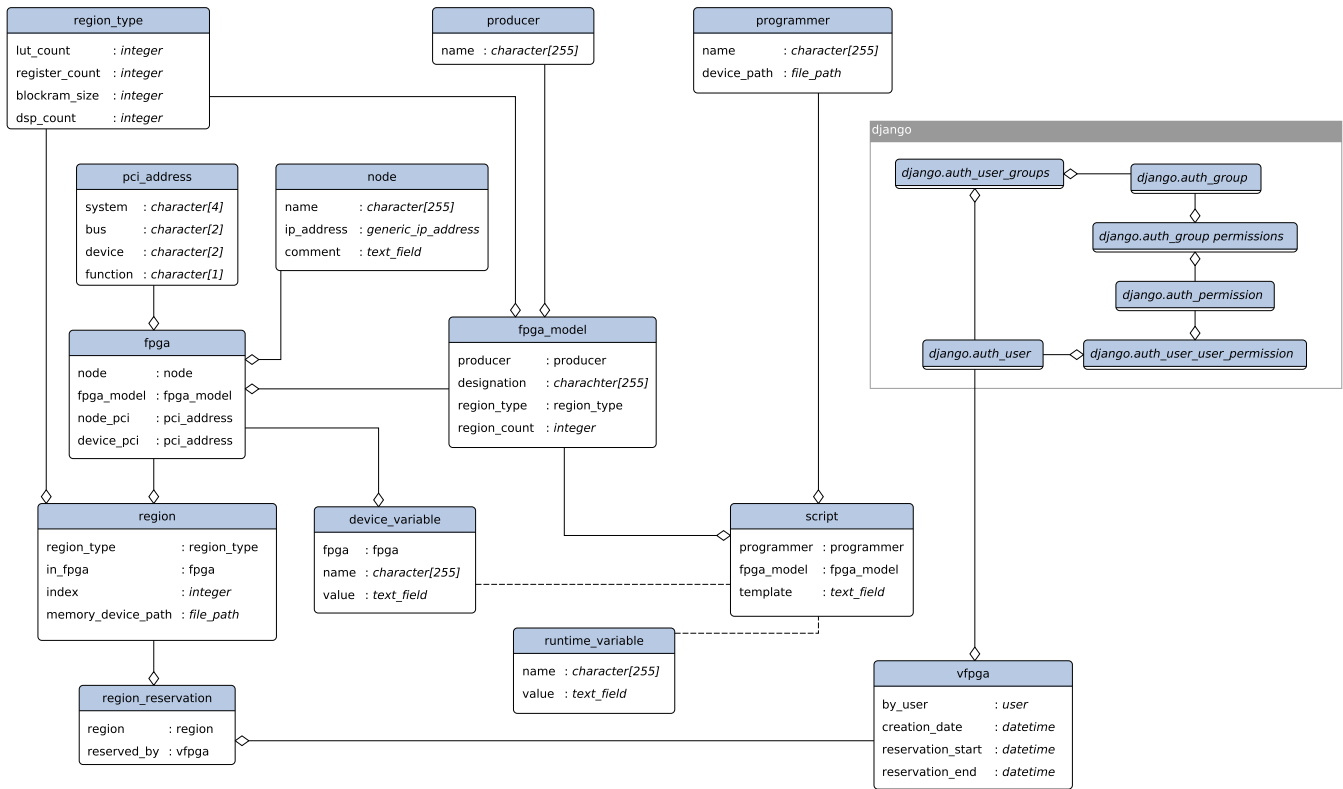 region_type
lut_count : integer
register_count : integer
blockram_size : integer
dsp_count : integer
producer
name : character[255]
programmer
name : character[255]
device_path : file_path
django
django.auth_user_groups
django.auth_group
django.auth_group permissions
django.auth_permission
django.auth_user
django.auth_user_user_permission
pci_address
system : character[4]
bus : character[2]
device : character[2]
function : character[1]
node
name : character[255]
ip_address : generic_ip_address
comment : text_field
fpga
node : node
fpga_model : fpga_model
node_pci : pci_address
device_pci : pci_address
fpga_model
producer : producer
designation : charachter[255]
region_type : region_type
region_count : integer
region
region_type : region_type
in_fpga : fpga
index : integer
memory_device_path : file_path
device_variable
fpga : fpga
name : character[255]
value : text_field
script
programmer : programmer
fpga_model : fpga_model
template : text_field
runtime_variable
name : character[255]
value : text_field
region_reservation
region : region
reserved_by : vfpga
vfpga
by_user : user
creation_date : datetime
reservation_start : datetime
reservation_end : datetime